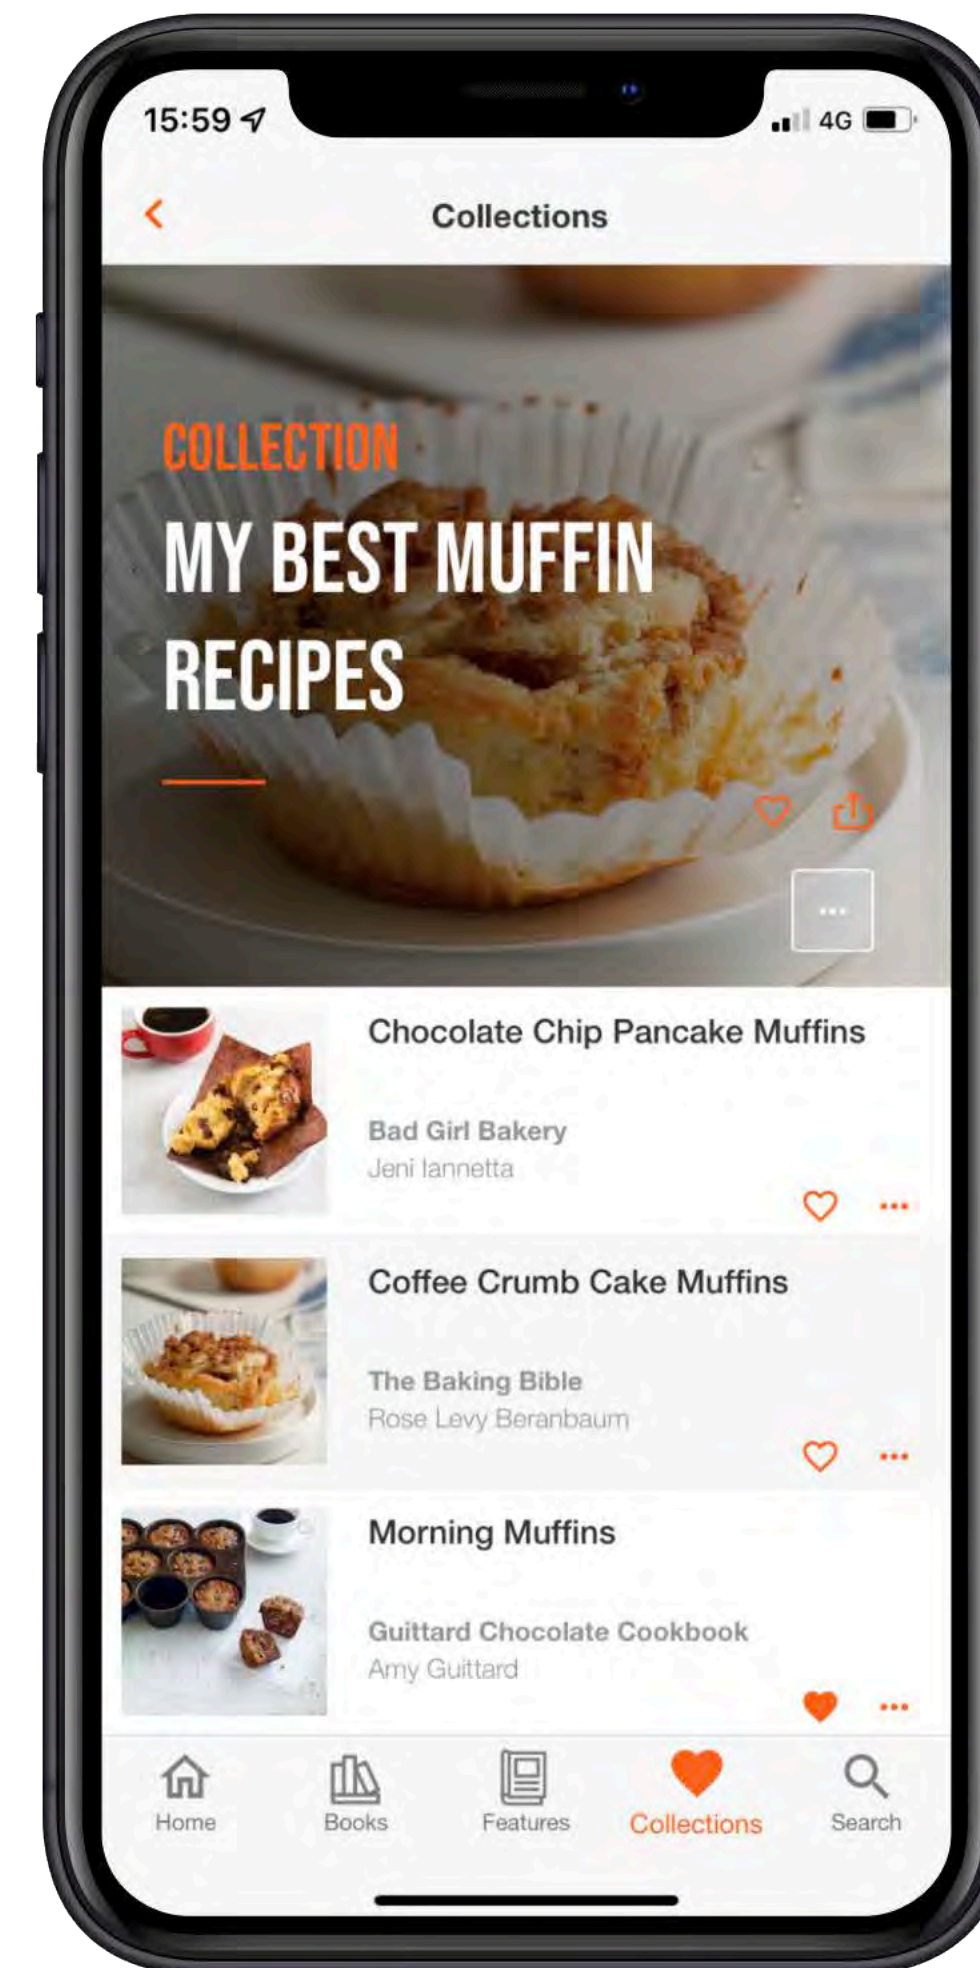 15:59
4G
Collections
COLLECTION
MY BEST MUFFIN
RECIPES
Chocolate Chip Pancake Muffins
Bad Girl Bakery
Jeni Iannetta
Coffee Crumb Cake Muffins
The Baking Bible
Rose Levy Beranbaum
Morning Muffins
Guittard Chocolate Cookbook
Amy Guittard
Home
Books
Features
Collections
Search